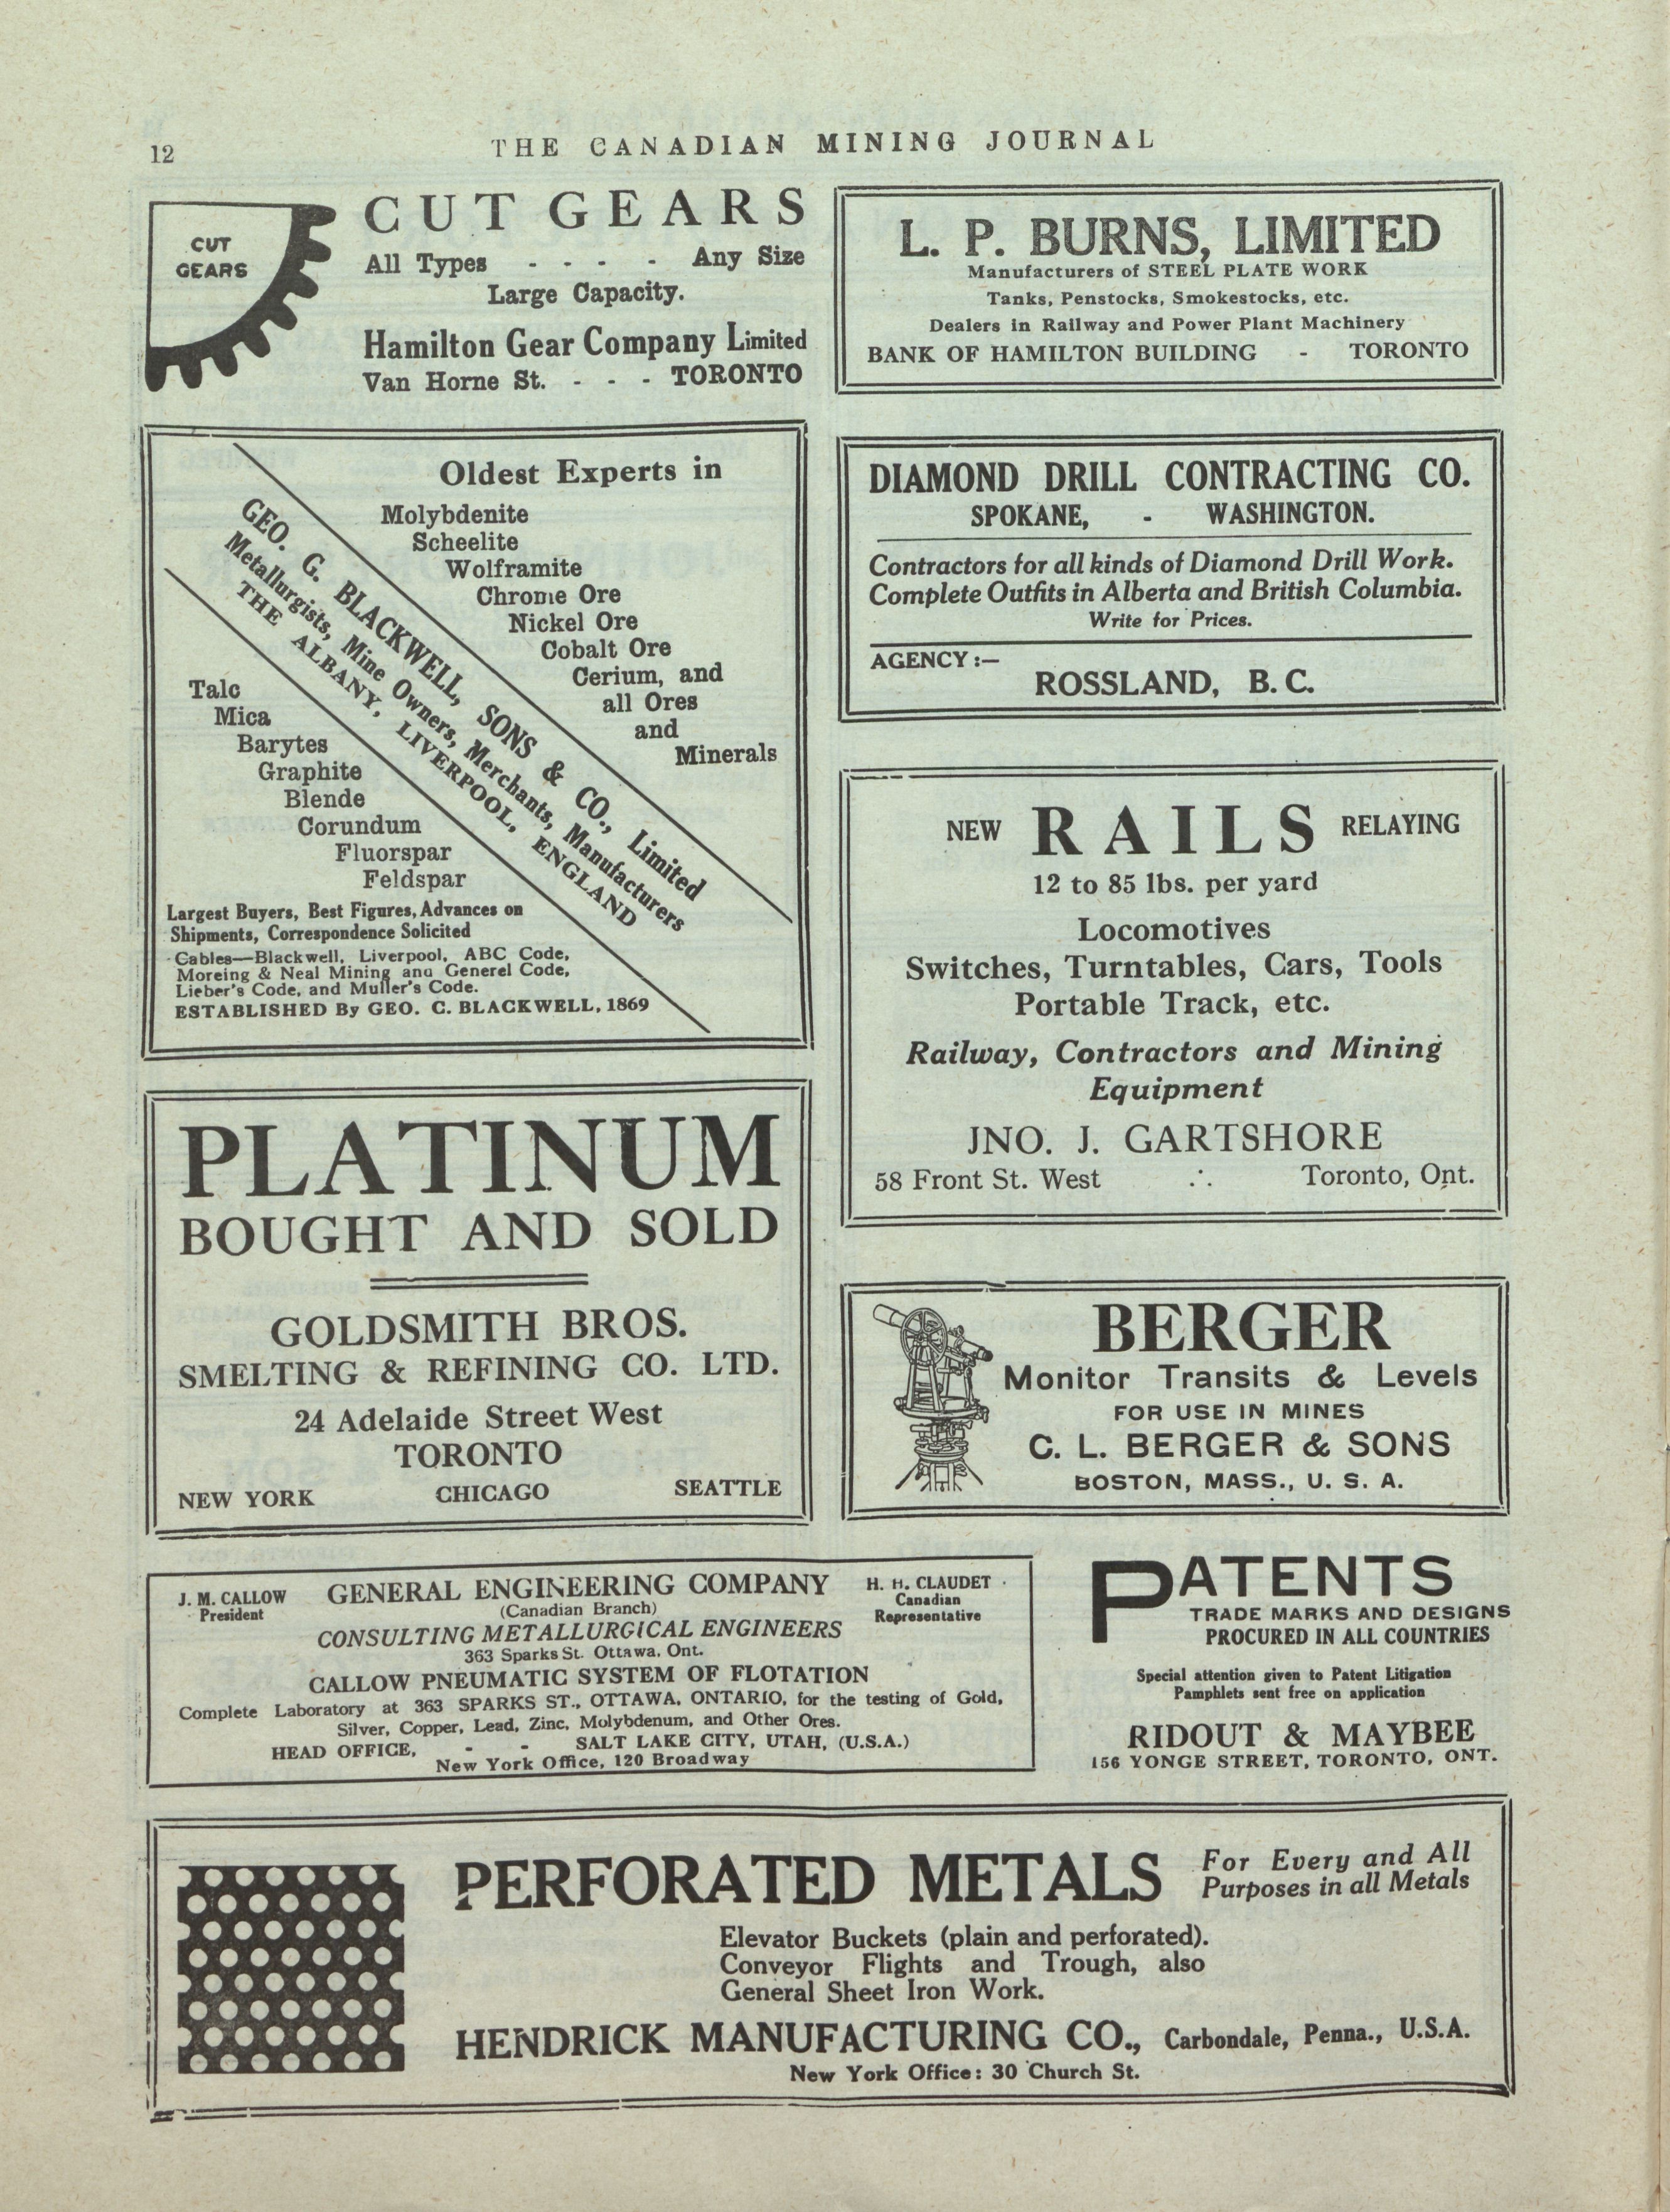 12
THE CANADIAN MINING JOURNAL
CUT
GEARS
CUT GEARS
All Types - - - - Any Size
Large Capacity.
Hamilton Gear Company Limited
Van Horne St. - - - TORONTO
L. P. BURNS, LIMITED
Manufacturers of STEEL PLATE WORK
Tanks, Penstocks, Smokestocks, etc.
Dealers in Railway and Power Plant Machinery
BANK OF HAMILTON BUILDING - TORONTO
Oldest Experts in
Molybdenite
Scheelite
Wolframite
Chrome Ore
Nickel Ore
Cobalt Ore
Cerium, and
all Ores
and
Minerals
GEO. G. BLACKWELL, SONS & CO., Limited
Metallurgists, Mine Owners, Merchants, Manufacturers
THE ALBANY, LIVERPOOL, ENGLAND
Talc
Mica
Barytes
Graphite
Blende
Corundum
Fluorspar
Feldspar
Largest Buyers, Best Figures, Advances on
Shipments, Correspondence Solicited
Cables—Blackwell, Liverpool, ABC Code,
Moreing & Neal Mining and Generel Code,
Lieber's Code, and Muller's Code.
ESTABLISHED By GEO. C. BLACKWELL, 1869
DIAMOND DRILL CONTRACTING CO.
SPOKANE, - WASHINGTON.
Contractors for all kinds of Diamond Drill Work.
Complete Outfits in Alberta and British Columbia.
Write for Prices.
AGENCY :—
ROSSLAND, B. C.
NEW RAILS RELAYING
12 to 85 lbs. per yard
Locomotives
Switches, Turntables, Cars, Tools
Portable Track, etc.
Railway, Contractors and Mining
Equipment
JNO. J. GARTSHORE
58 Front St. West ∴ Toronto, Ont.
PLATINUM
BOUGHT AND SOLD
GOLDSMITH BROS.
SMELTING & REFINING CO. LTD.
24 Adelaide Street West
TORONTO
NEW YORK CHICAGO SEATTLE
BERGER
Monitor Transits & Levels
FOR USE IN MINES
C. L. BERGER & SONS
BOSTON, MASS., U. S. A.
J. M. CALLOW
President
GENERAL ENGINEERING COMPANY
(Canadian Branch)
H. H. CLAUDET
Canadian
Representative
CONSULTING METALLURGICAL ENGINEERS
363 Sparks St. Ottawa. Ont.
CALLOW PNEUMATIC SYSTEM OF FLOTATION
Complete Laboratory at 363 SPARKS ST., OTTAWA, ONTARIO, for the testing of Gold,
Silver, Copper, Lead, Zinc, Molybdenum, and Other Ores.
HEAD OFFICE, - - SALT LAKE CITY, UTAH, (U.S.A.)
New York Office, 120 Broadway
PATENTS
TRADE MARKS AND DESIGNS
PROCURED IN ALL COUNTRIES
Special attention given to Patent Litigation
Pamphlets sent free on application
RIDOUT & MAYBEE
156 YONGE STREET, TORONTO, ONT.
PERFORATED METALS
For Every and All
Purposes in all Metals
Elevator Buckets (plain and perforated).
Conveyor Flights and Trough, also
General Sheet Iron Work.
HENDRICK MANUFACTURING CO., Carbondale, Penna., U.S.A.
New York Office: 30 Church St.